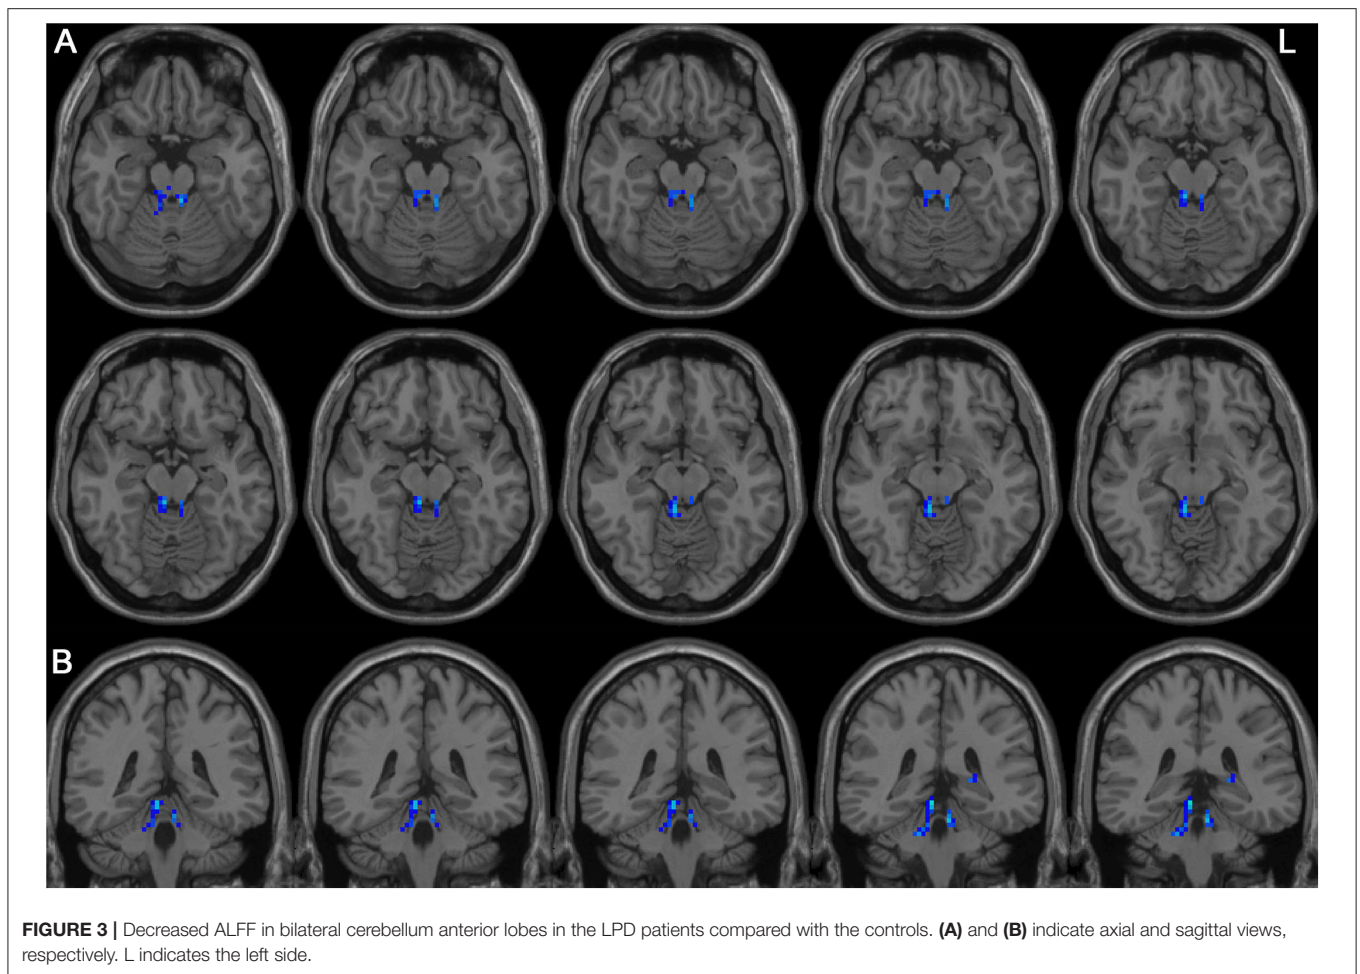 A
L
B
FIGURE 3 | Decreased ALFF in bilateral cerebellum anterior lobes in the LPD patients compared with the controls. (A) and (B) indicate axial and sagittal views,
respectively. L indicates the left side.